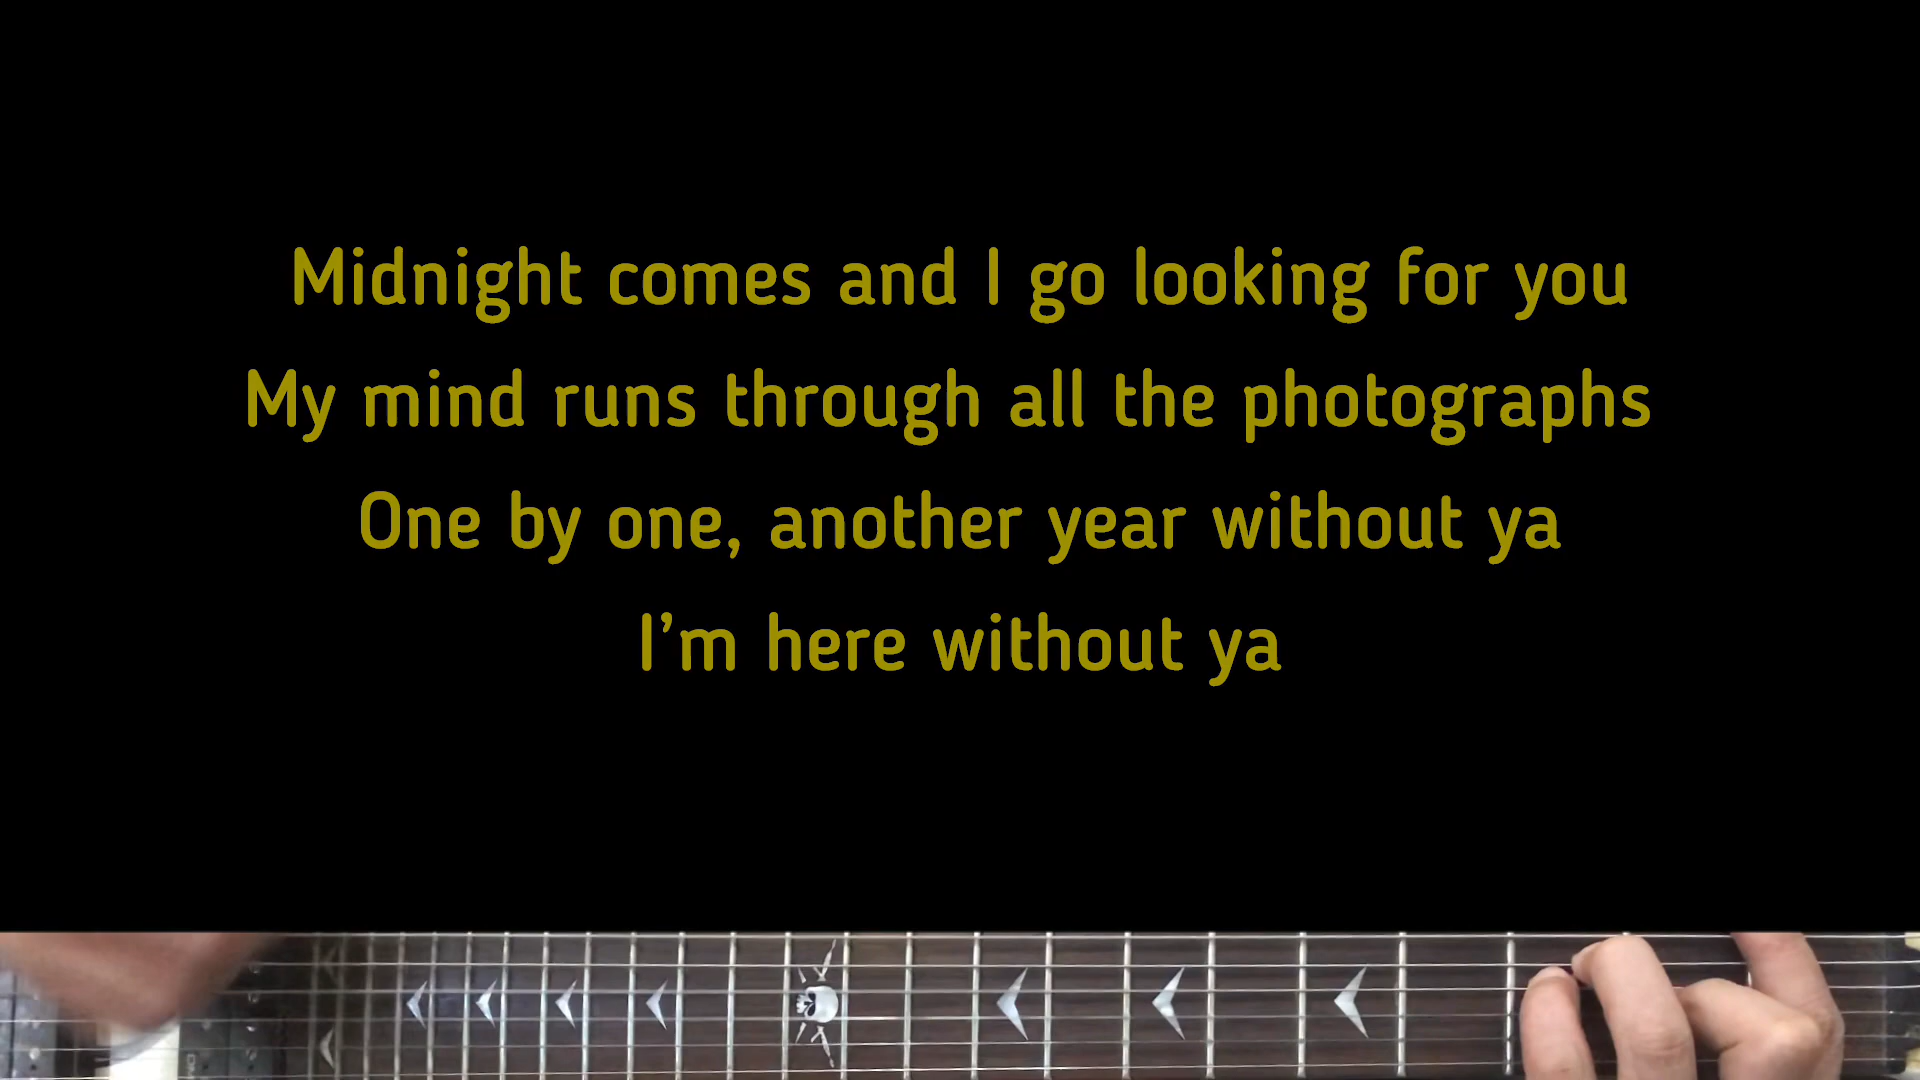 Midnight comes and I go looking for you
My mind runs through all the photographs
One by one, another year without ya
I’m here without ya